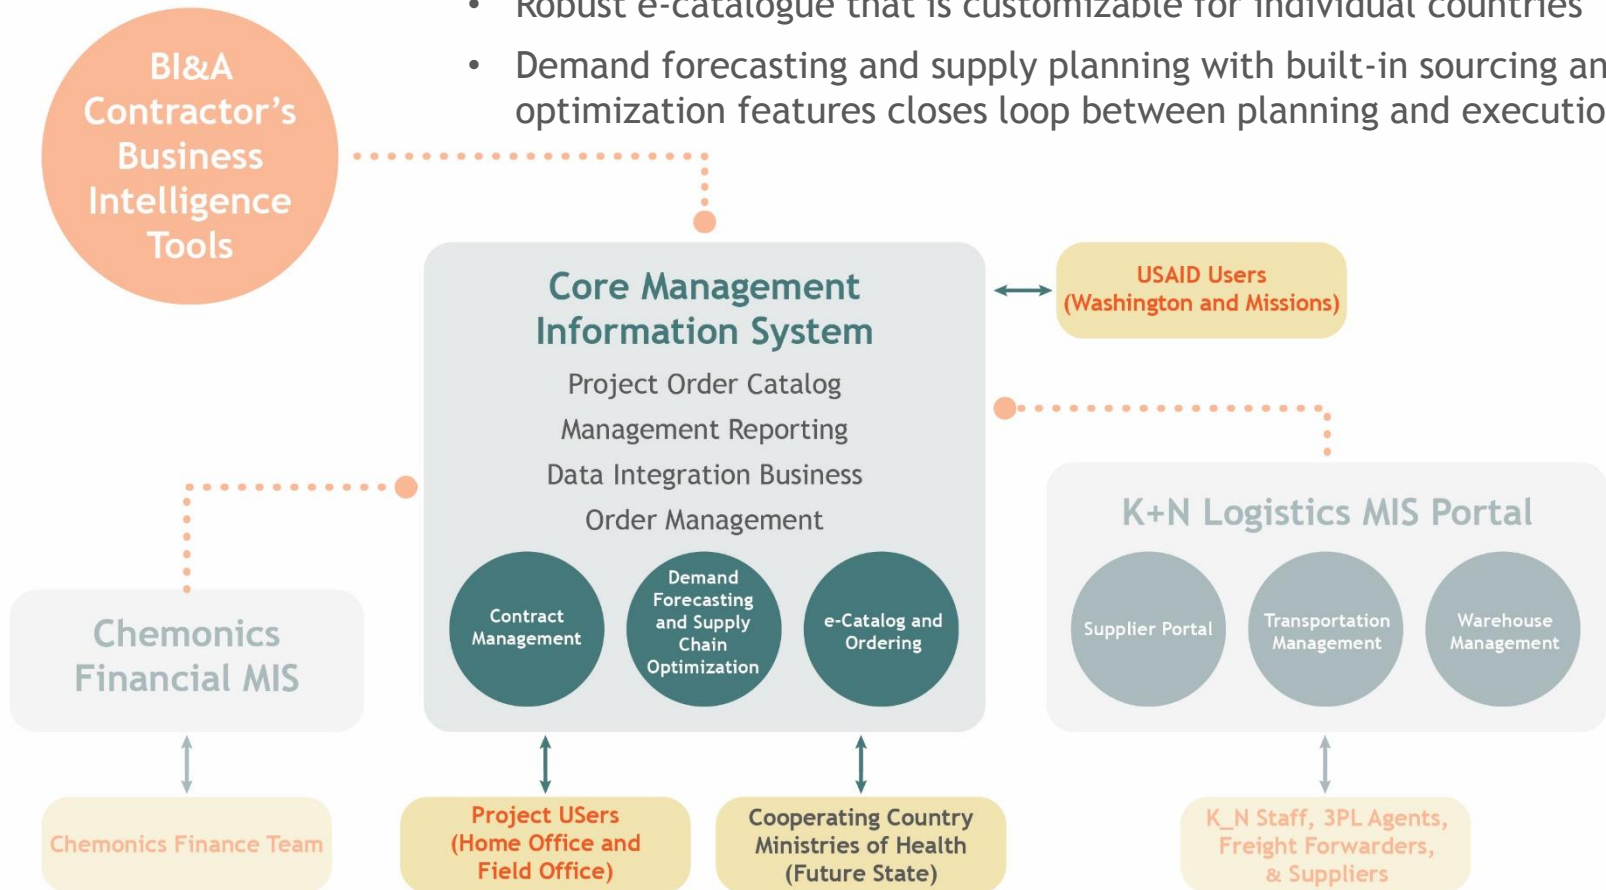 • Robust e-catalogue that is customizable for individual countries
• Demand forecasting and supply planning with built-in sourcing
optimization features closes loop between planning and
BI&A
Contractor's
Business
Intelligence
Tools
Core Management
Information System
Project Order Catalog
Management Reporting
Data Integration Business
Order Management
Contract
Management
Demand
Forecasting
and Supply
Chain
Optimization
e-Catalog and
Ordering
USAID Users
(Washington and Missions)
K+N Logistics MIS Portal
Supplier Portal
Transportation
Management
Warehouse
Management
Chemonics
Financial MIS
Chemonics Finance Team
Project USers
(Home Office and
Field Office)
Cooperating Country
Ministries of Health
(Future State)
K_N Staff, 3PL Agents,
Freight Forwarders,
& Suppliers